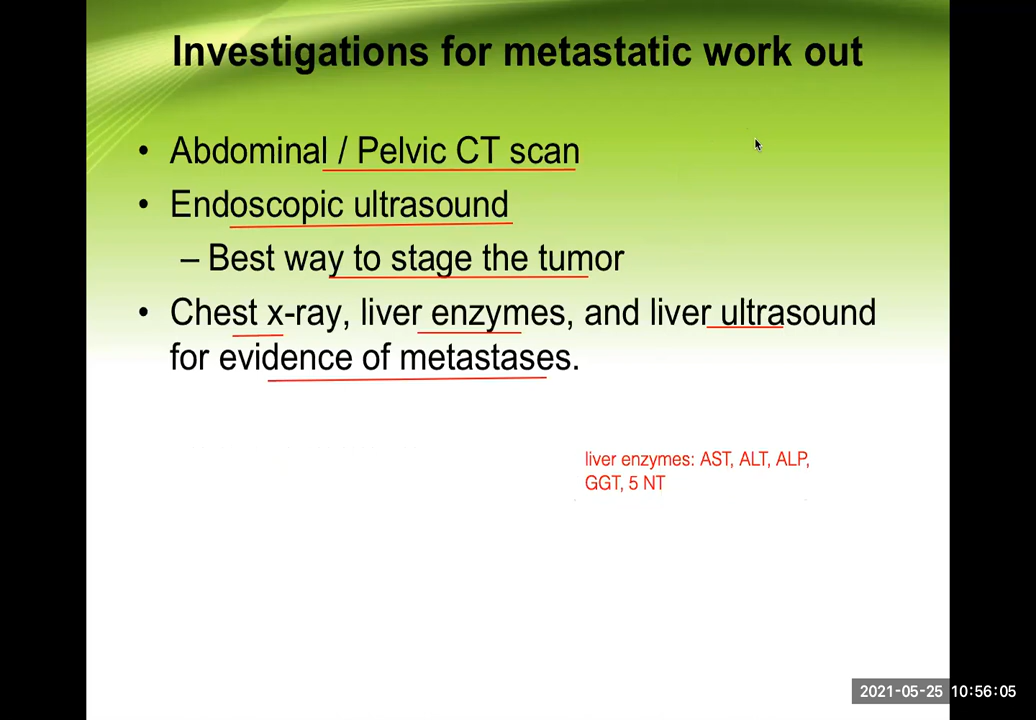 Investigations for metastatic work out
• Abdominal / Pelvic CT scan
• Endoscopic ultrasound
– Best way to stage the tumor
• Chest x-ray, liver enzymes, and liver ultrasound
for evidence of metastases.
liver enzymes: AST, ALT, ALP,
GGT, 5 NT
2021-05-25 10:56:05